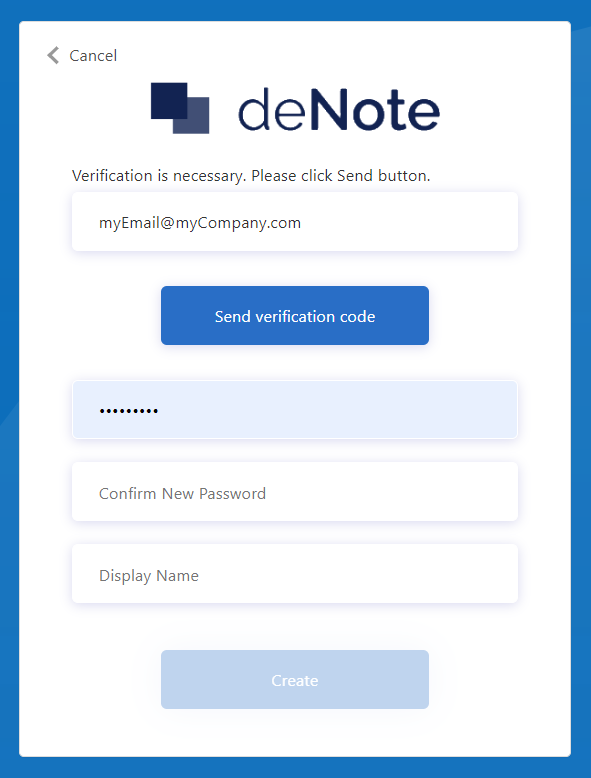 Cancel
deNote
Verification is necessary. Please click Send button.
myEmail@myCompany.com
Send verification code
•••••••••
Confirm New Password
Display Name
Create